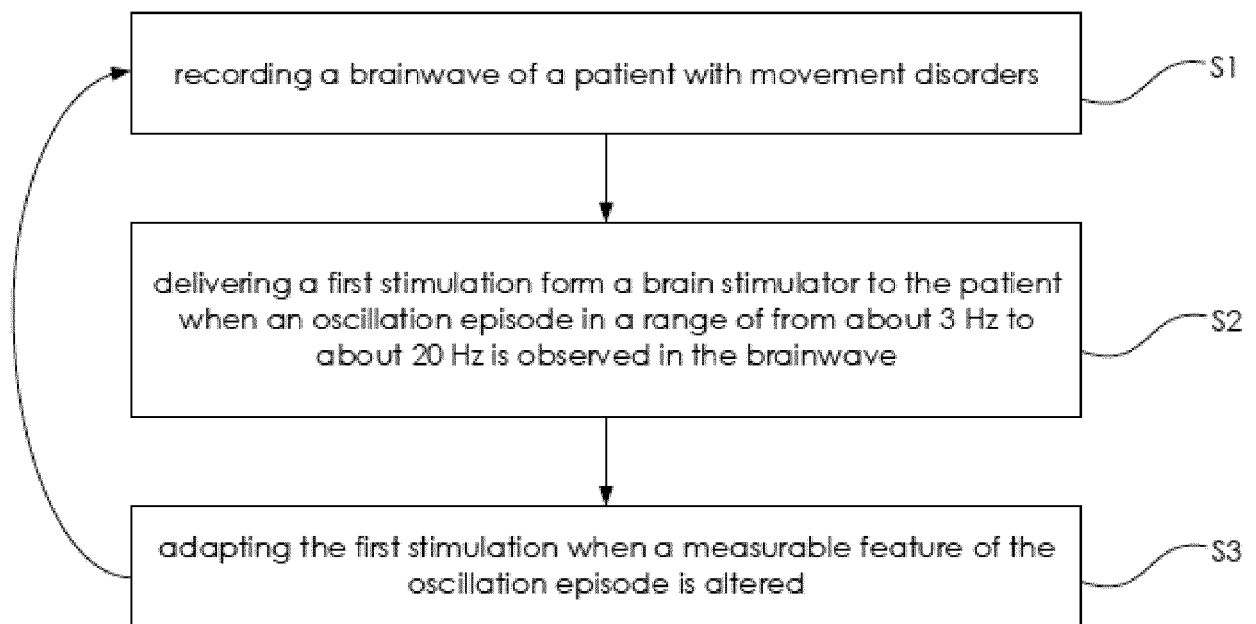 recording a brainwave of a patient with movement disorders
S1
delivering a first stimulation form a brain stimulator to the patient
when an oscillation episode in a range of from about 3 Hz to
about 20 Hz is observed in the brainwave
S2
adapting the first stimulation when a measurable feature of the
oscillation episode is altered
S3